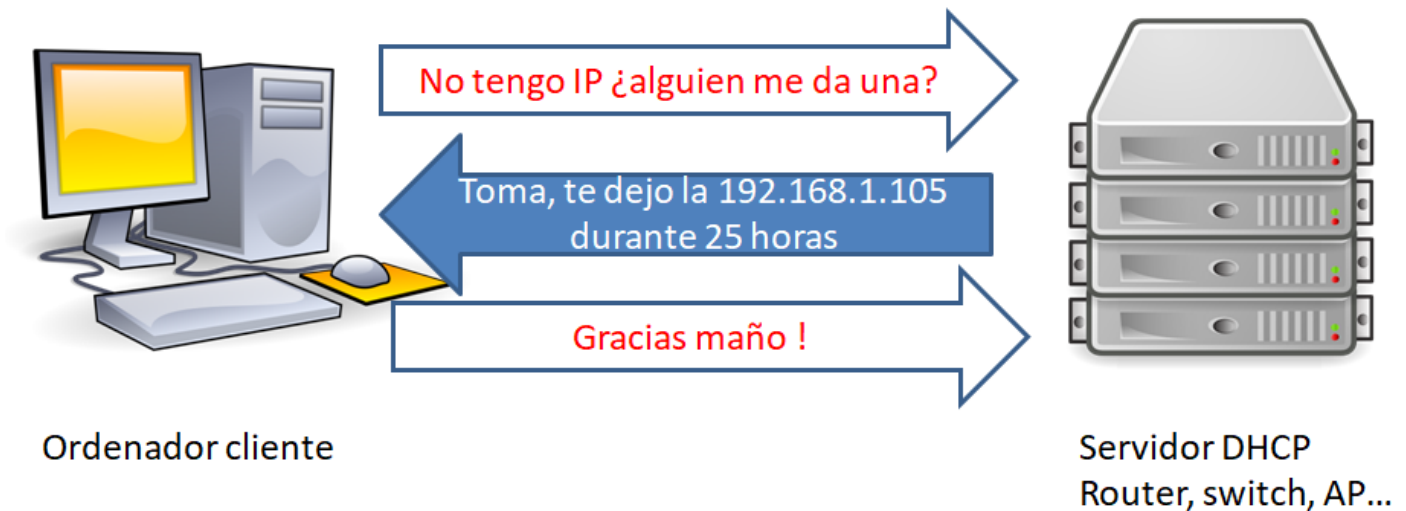 No tengo IP ¿alguien me da una?
Toma, te dejo la 192.168.1.105
durante 25 horas
Gracias maño !
Ordenador cliente
Servidor DHCP
Router, switch, AP...